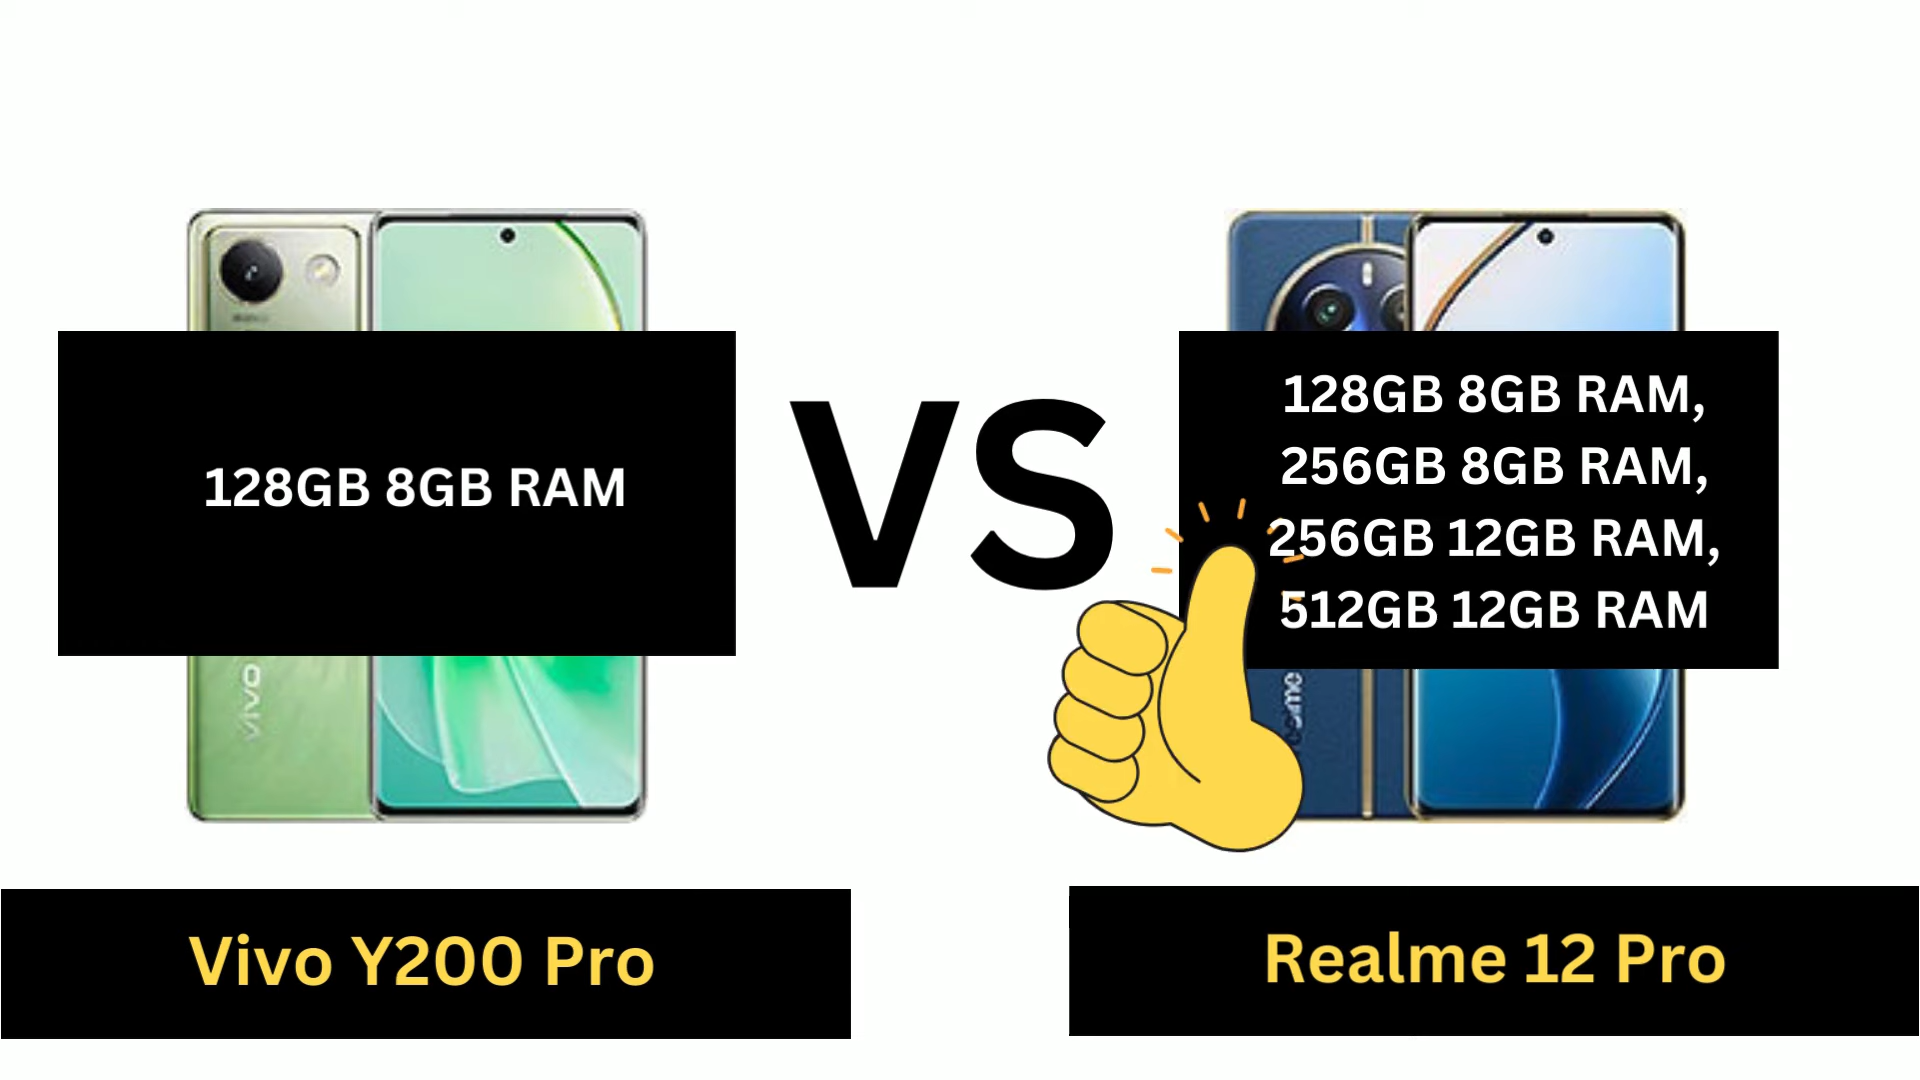 128GB 8GB RAM
vivo
VS
128GB 8GB RAM,
256GB 8GB RAM,
256GB 12GB RAM,
512GB 12GB RAM
Vivo Y200 Pro
Realme 12 Pro